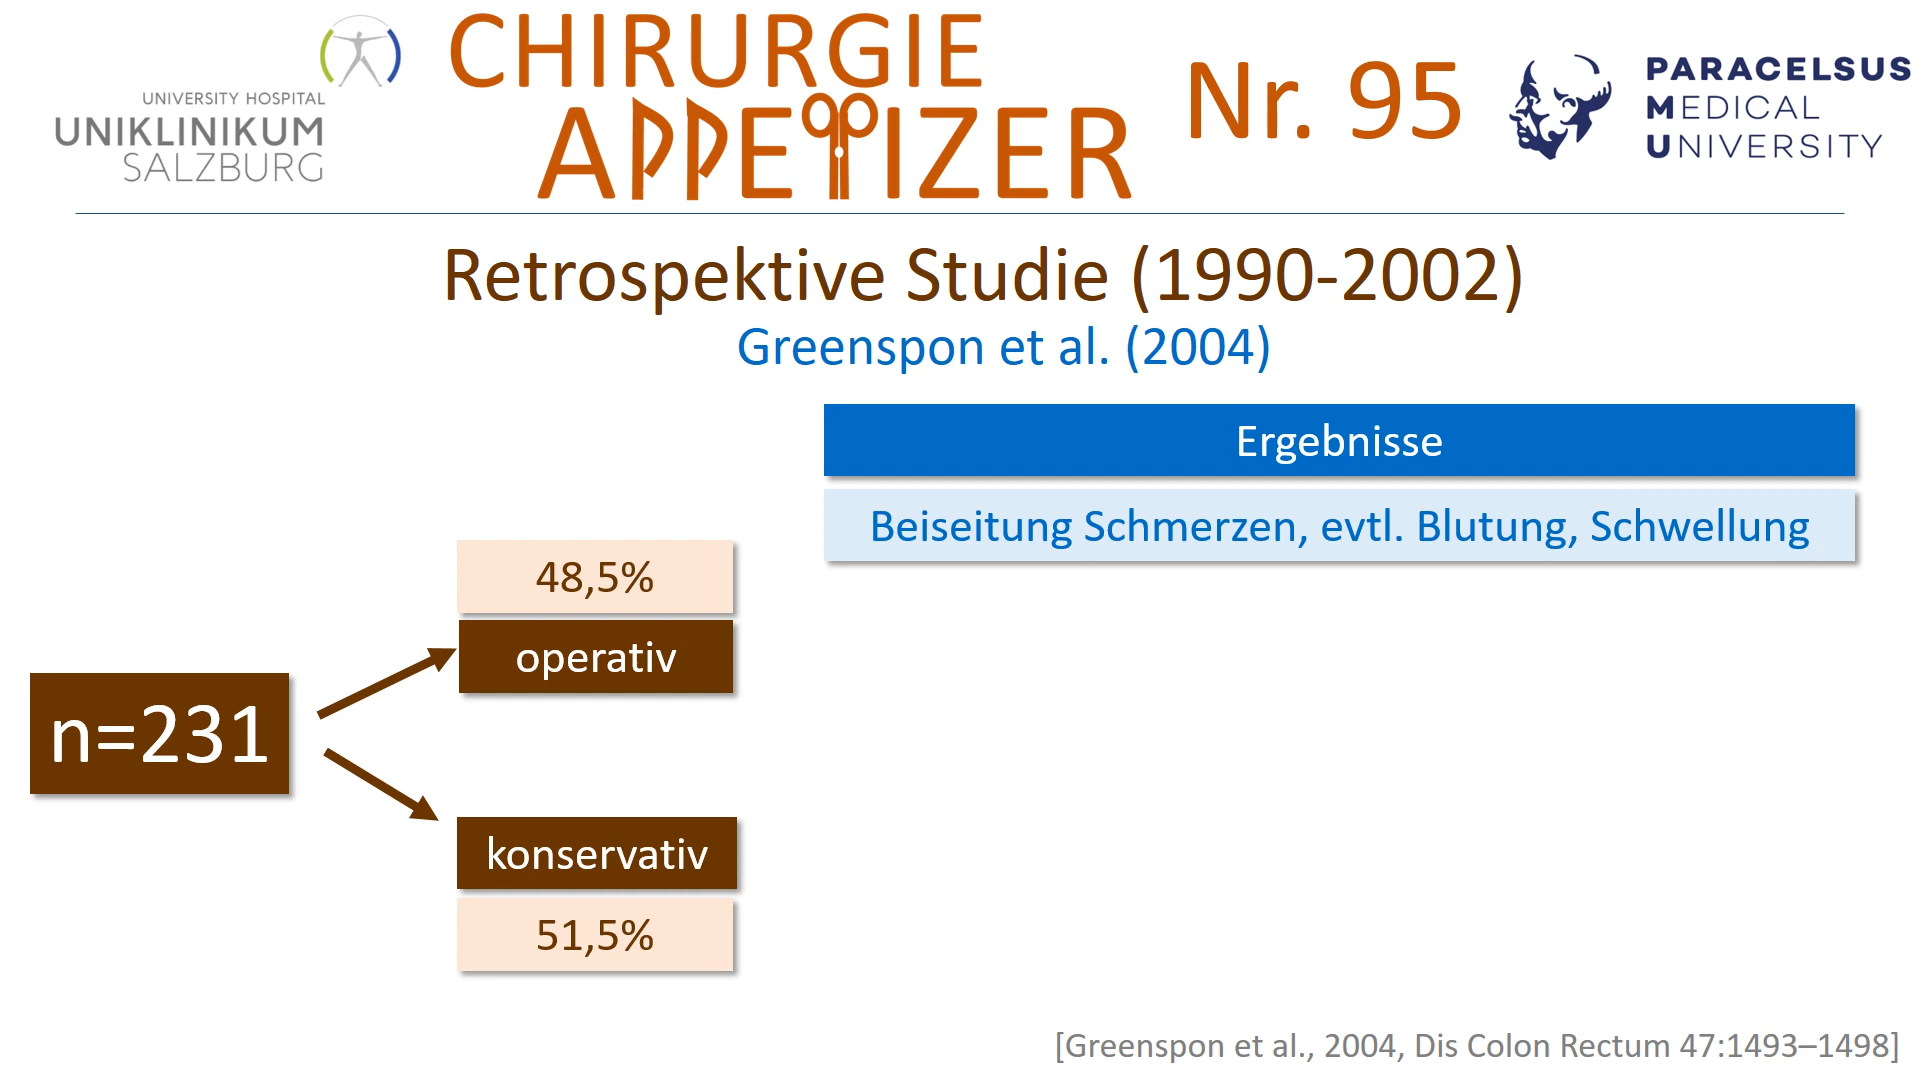 UNIVERSITY HOSPITAL
UNIKLINIKUM
SALZBURG
CHIRURGIE
APPETIZER
Nr. 95
PARACELSUS
MEDICAL
UNIVERSITY
Retrospektive Studie (1990-2002)
Greenspon et al. (2004)
Ergebnisse
Beiseitung Schmerzen, evtl. Blutung, Schwellung
48,5%
operativ
n=231
konservativ
51,5%
[Greenspon et al., 2004, Dis Colon Rectum 47:1493–1498]